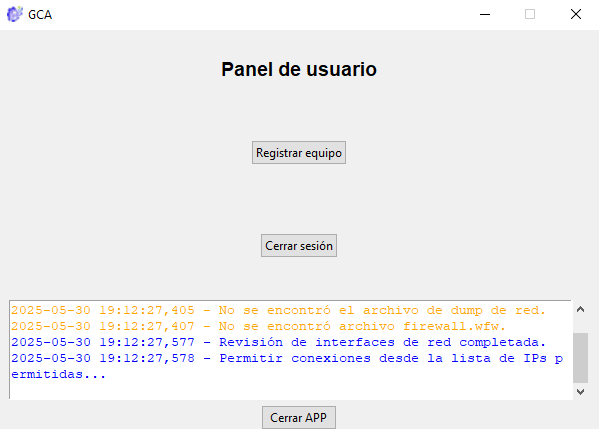 GCA
Panel de usuario
Registrar equipo
Cerrar sesión
2025-05-30 19:12:27,405 - No se encontró el archivo de dump de red.
2025-05-30 19:12:27,407 - No se encontró archivo firewall.wfw.
2025-05-30 19:12:27,577 - Revisión de interfaces de red completada.
2025-05-30 19:12:27,578 - Permitir conexiones desde la lista de IPs p
ermitidas...
Cerrar APP